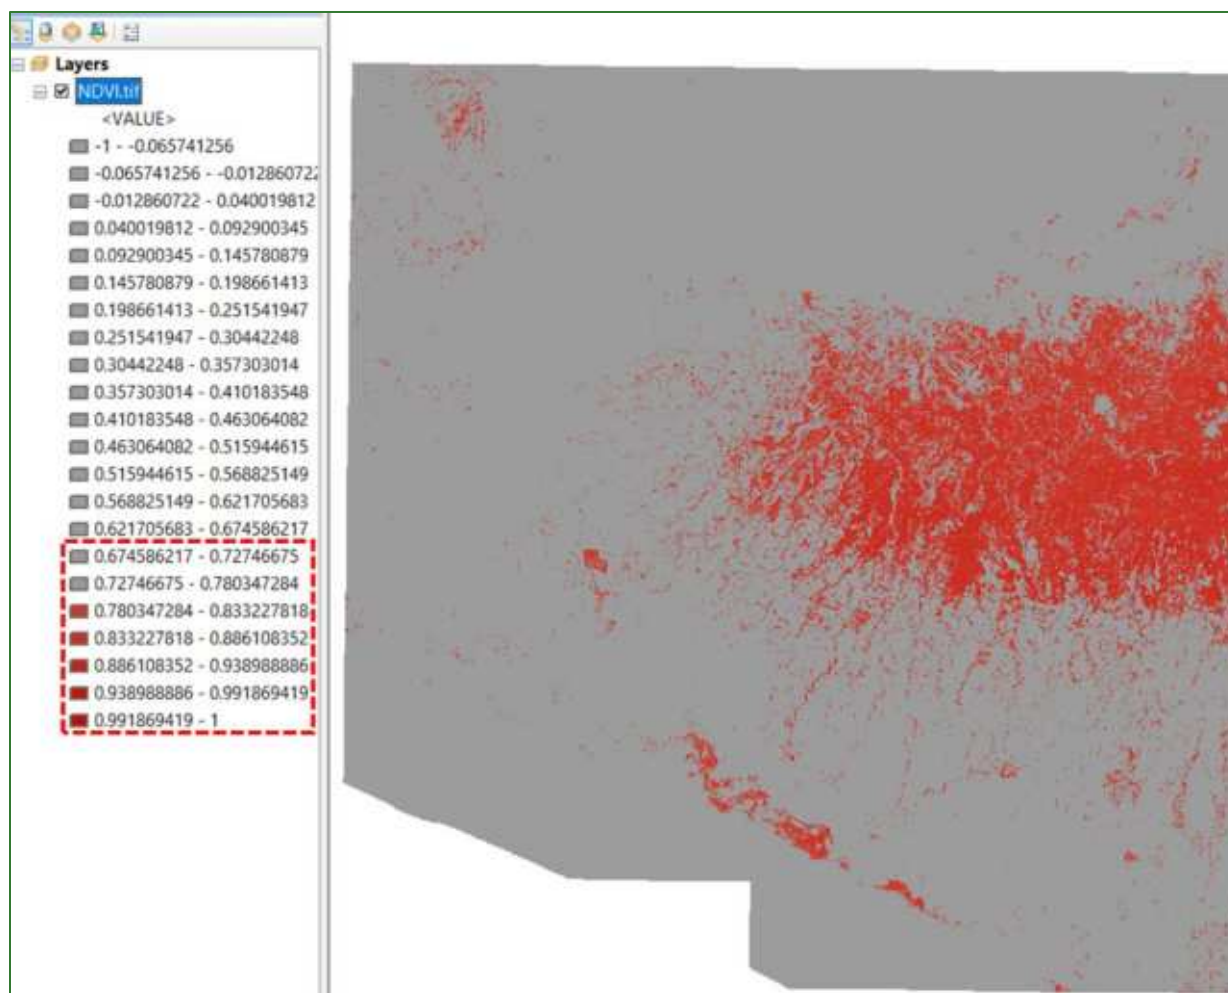 Layers
NDVI.tif
<VALUE>
-1 - -0.065741256
-0.065741256 - -0.012860722
-0.012860722 - 0.040019812
0.040019812 - 0.092900345
0.092900345 - 0.145780879
0.145780879 - 0.198661413
0.198661413 - 0.251541947
0.251541947 - 0.30442248
0.30442248 - 0.357303014
0.357303014 - 0.410183548
0.410183548 - 0.463064082
0.463064082 - 0.515944615
0.515944615 - 0.568825149
0.568825149 - 0.621705683
0.621705683 - 0.674586217
0.674586217 - 0.72746675
0.72746675 - 0.780347284
0.780347284 - 0.833227818
0.833227818 - 0.886108352
0.886108352 - 0.938988886
0.938988886 - 0.991869419
0.991869419 - 1